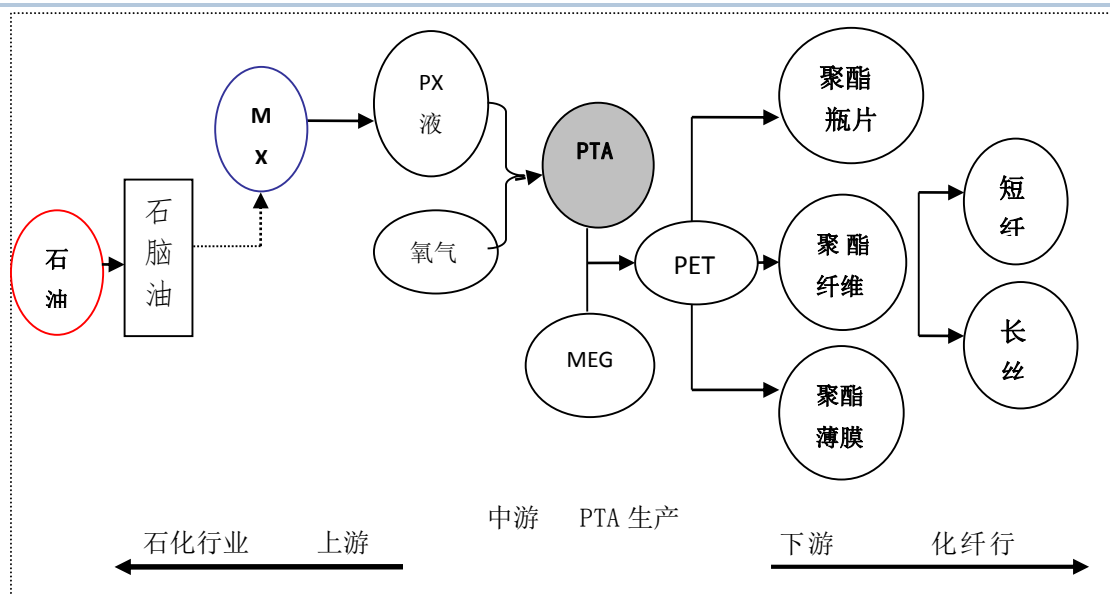 石
油
石
脑
油
M
X
PX
液
氧气
PTA
MEG
PET
聚酯
瓶片
聚 酯
纤维
聚酯
薄膜
短
纤
长
丝
中游 PTA 生产
石化行业 上游
下游 化纤行